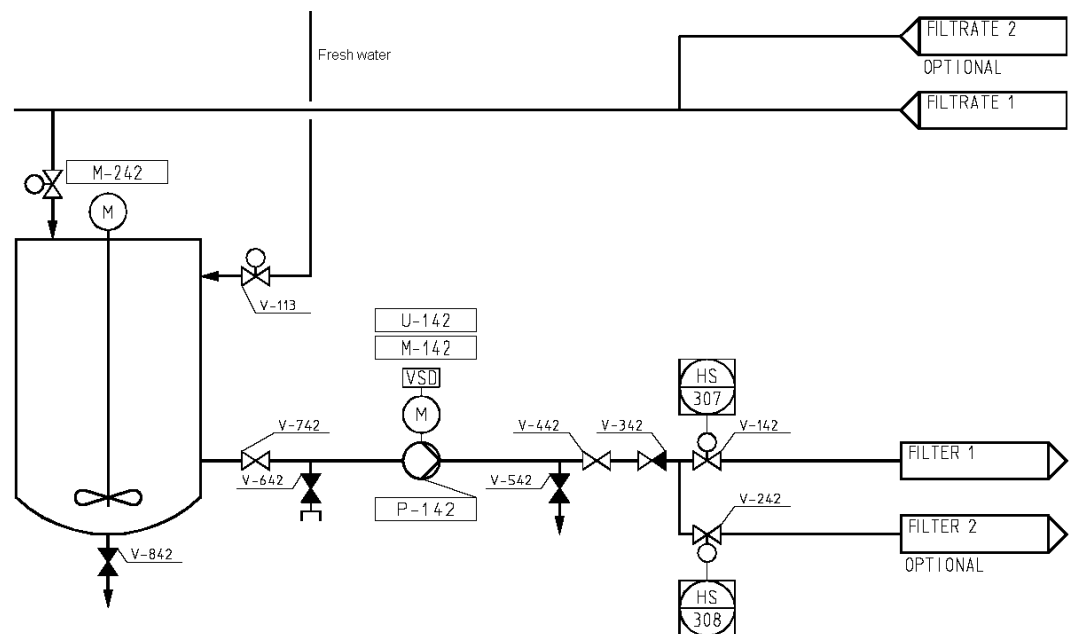 FILTRATE 2
Fresh water
OPTIONAL
FILTRATE 1
M-242
M
V-113
U-142
M-142
VSD
HS
307
M
V-742
V-442
V-342
V-142
FILTER 1
V-642
V-542
P-142
V-242
FILTER 2
V-842
OPTIONAL
HS
308